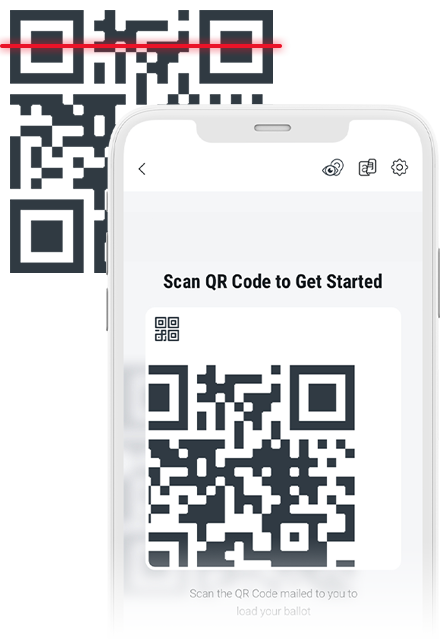 Scan QR Code to Get Started
Scan the QR Code mailed to you to
load your ballot